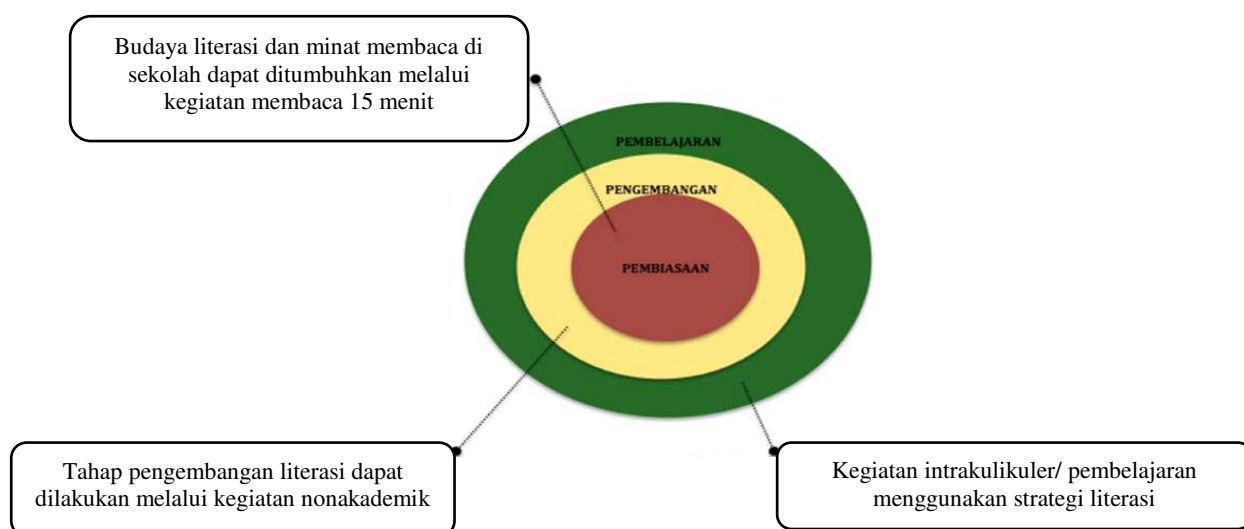 Budaya literasi dan minat membaca di
sekolah dapat ditumbuhkan melalui
kegiatan membaca 15 menit
PEMBELAJARAN
PENGEMBANGAN
PEMBIASAAN
Tahap pengembangan literasi dapat
dilakukan melalui kegiatan nonakademik
Kegiatan intrakulikuler/ pembelajaran
menggunakan strategi literasi